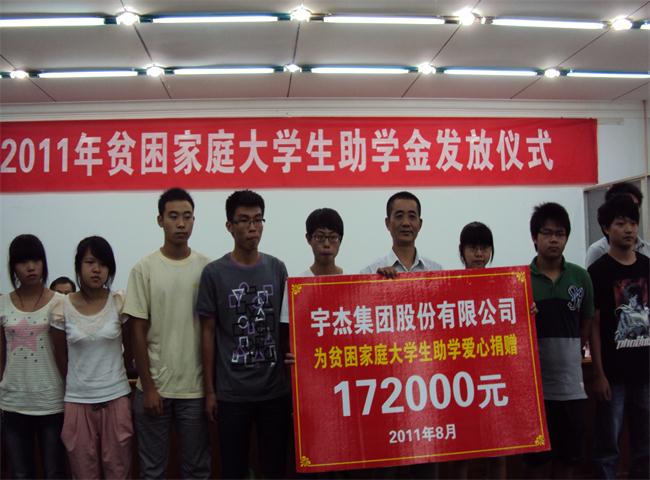 2011年贫困家庭大学生助学金发放仪式
宇杰集团股份有限公司
为贫困家庭大学生助学爱心捐赠
172000元
2011年8月